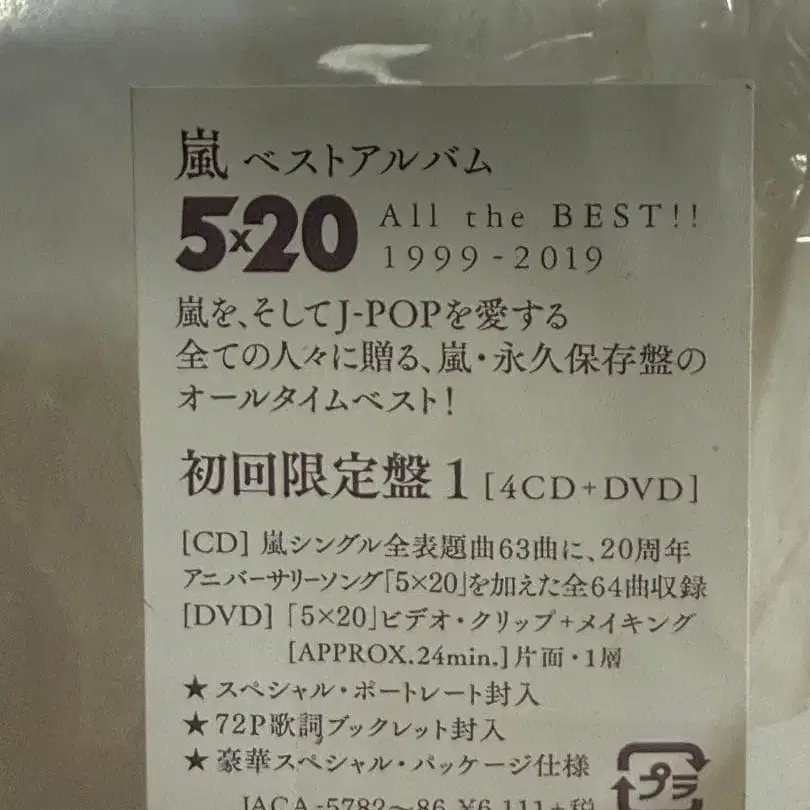 嵐 ベストアルバム
5×20 All the BEST!!
1999-2019
嵐を、そしてJ-POPを愛する
全ての人々に贈る、嵐・永久保存盤の
オールタイムベスト!
初回限定盤1 [4CD+DVD]
[CD] 嵐シングル全表題曲63曲に、20周年
アニバーサリーソング「5×20」を加えた全64曲収録
[DVD]「5×20」ビデオ・クリップ+メイキング
[APPROX.24min.]片面・1層
★スペシャル・ポートレート封入
★72P歌詞ブックレット封入
★豪華スペシャル・パッケージ仕様
JACA-5782〜86 ¥6,111+税
プラ